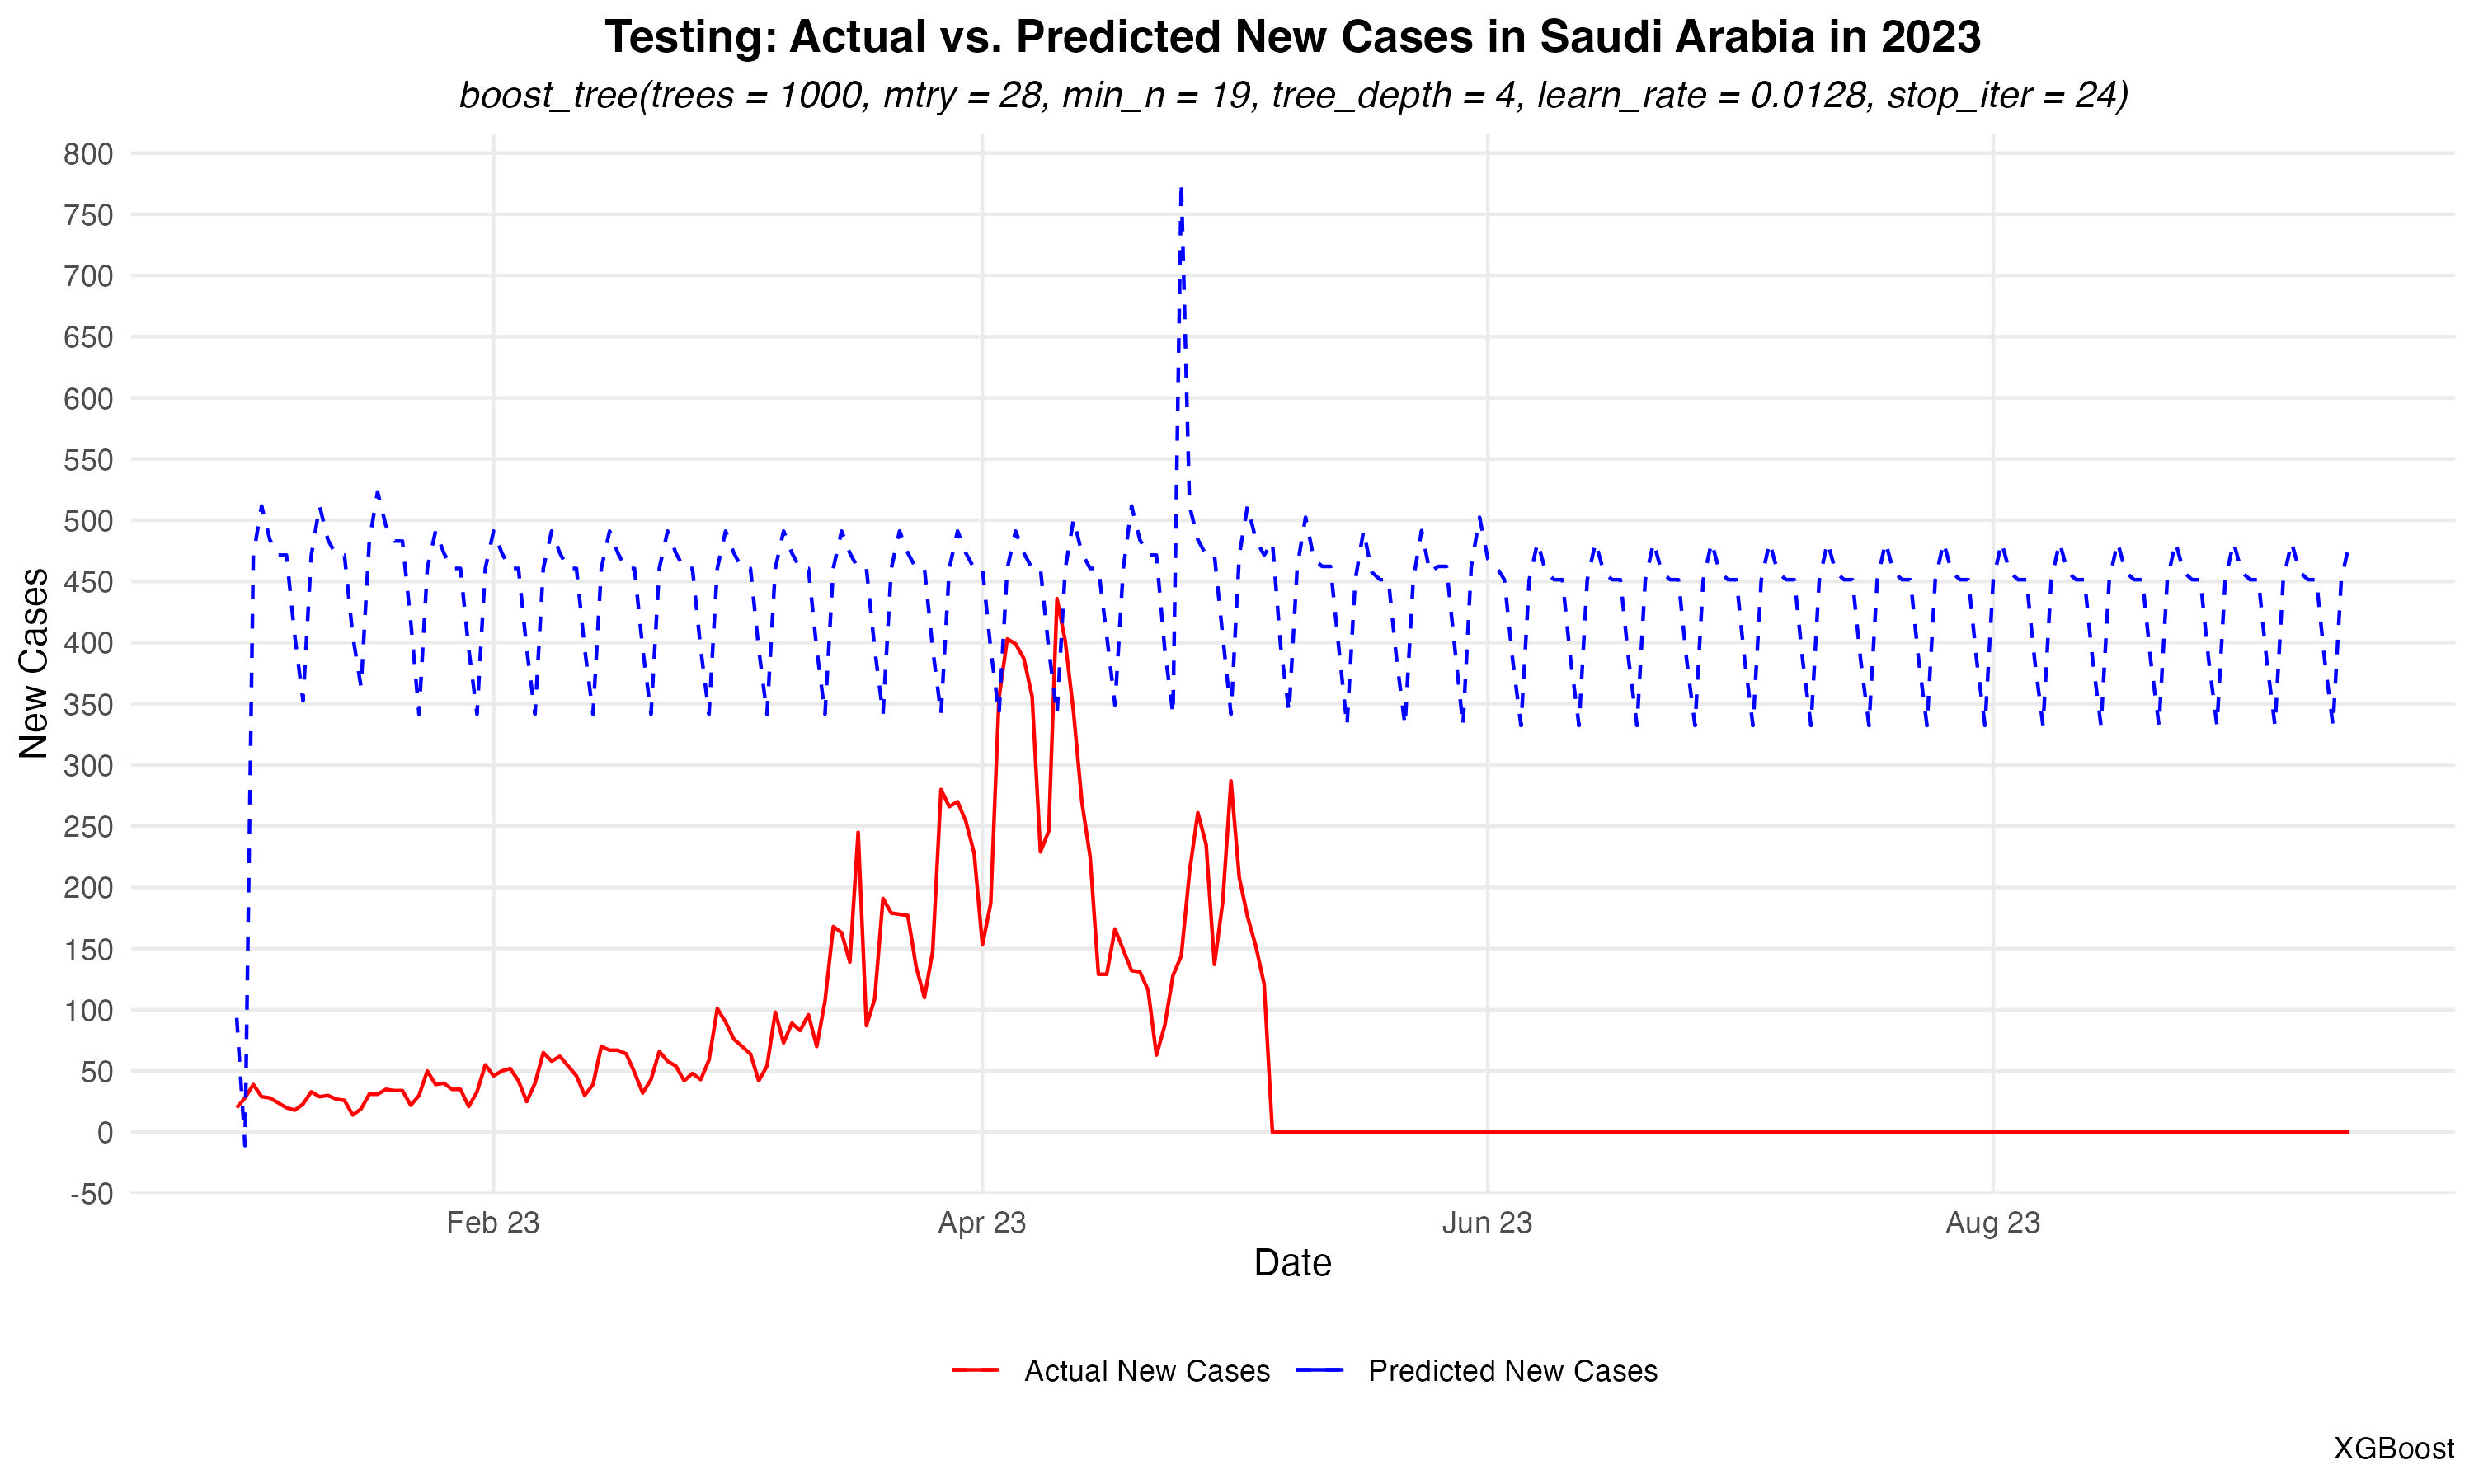 Testing: Actual vs. Predicted New Cases in Saudi Arabia in 2023
boost_tree(trees = 1000, mtry = 28, min_n = 19, tree_depth = 4, learn_rate = 0.0128, stop_iter = 24)
800
750
700
650
600
550
500
450
400
350
300
250
200
150
100
50
0
-50
New Cases
Feb 23 Apr 23 Jun 23 Aug 23
Date
Actual New Cases Predicted New Cases
XGBoost